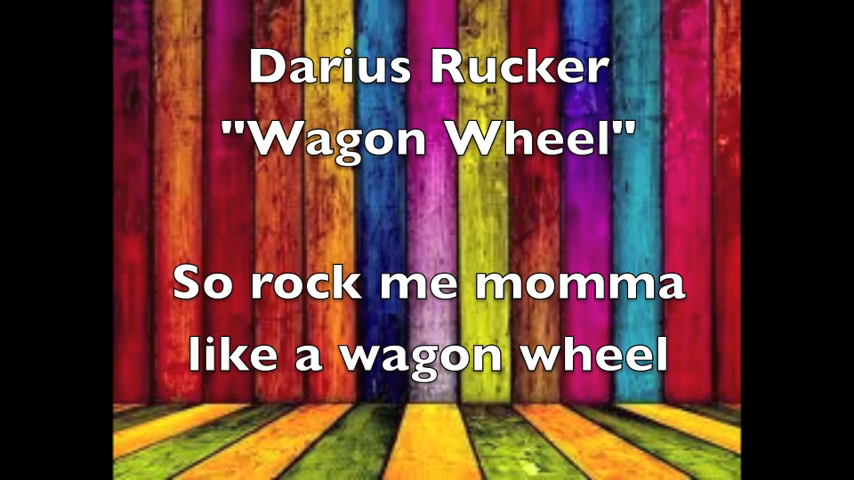 Darius Rucker
"Wagon Wheel"
So rock me momma
like a wagon wheel